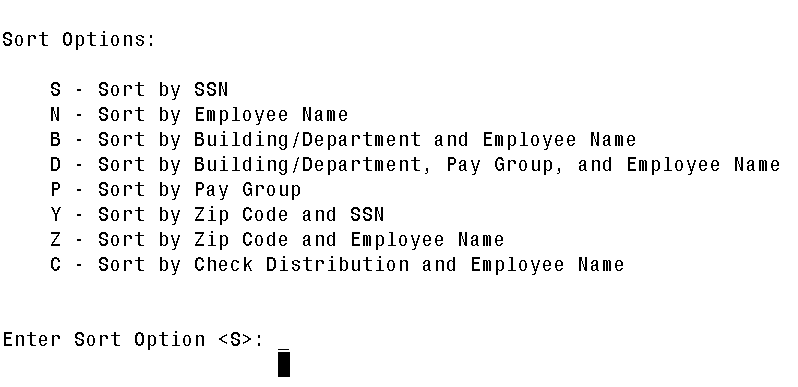 Sort Options:
S - Sort by SSN
N - Sort by Employee Name
B - Sort by Building/Department and Employee Name
D - Sort by Building/Department, Pay Group, and Employee Name
P - Sort by Pay Group
Y - Sort by Zip Code and SSN
Z - Sort by Zip Code and Employee Name
C - Sort by Check Distribution and Employee Name
Enter Sort Option <S>: _